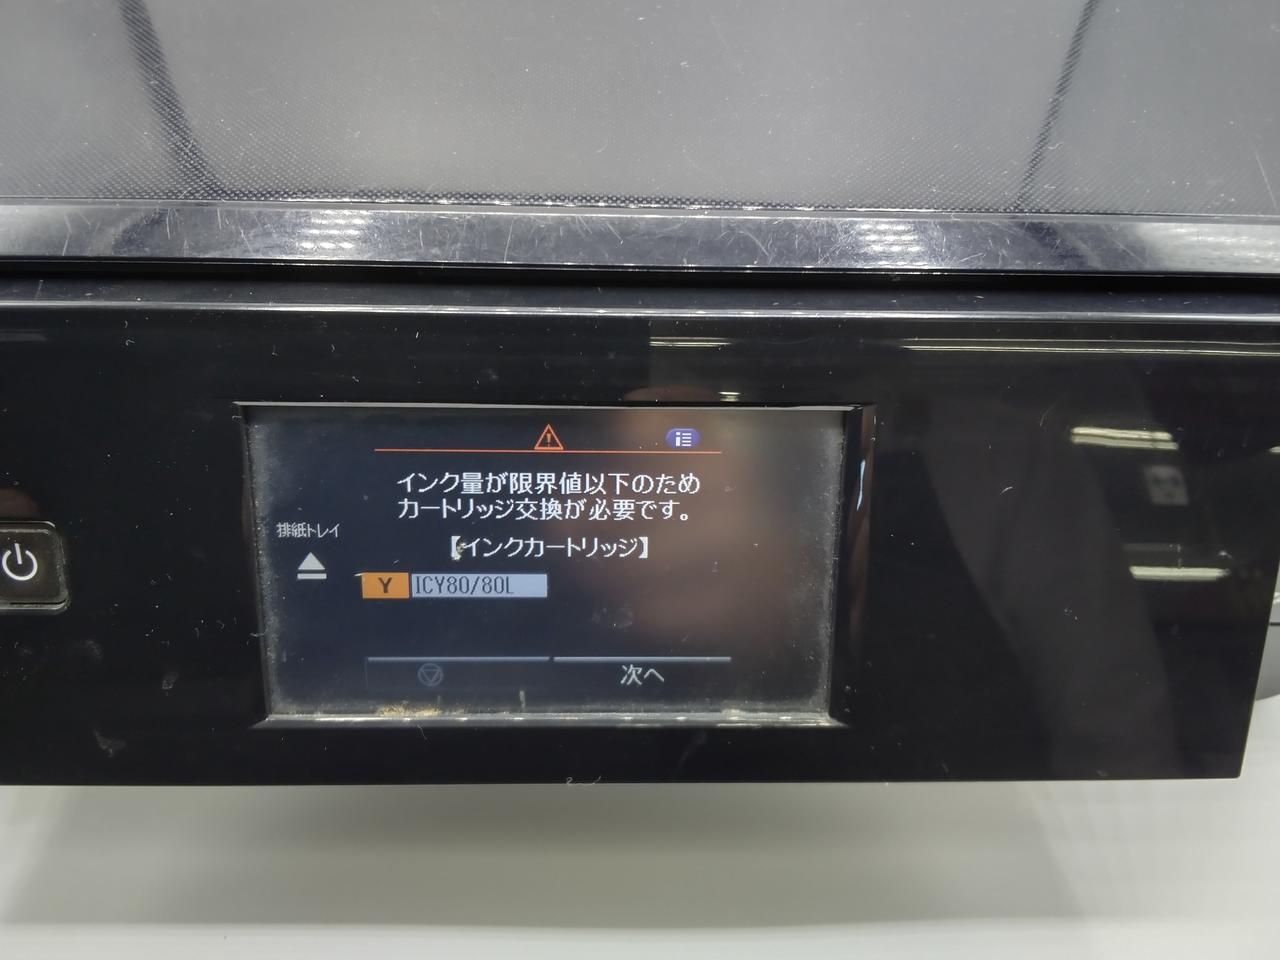 インク量が限界値以下のため
カートリッジ交換が必要です。
排紙トレイ
【インクカートリッジ】
Y ICY80/80L
次へ